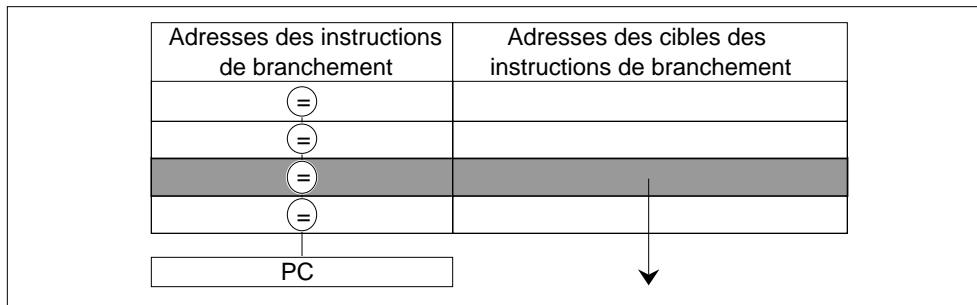 Adresses des instructions
de branchement
Adresses des cibles des
instructions de branchement
=
=
=
=
PC